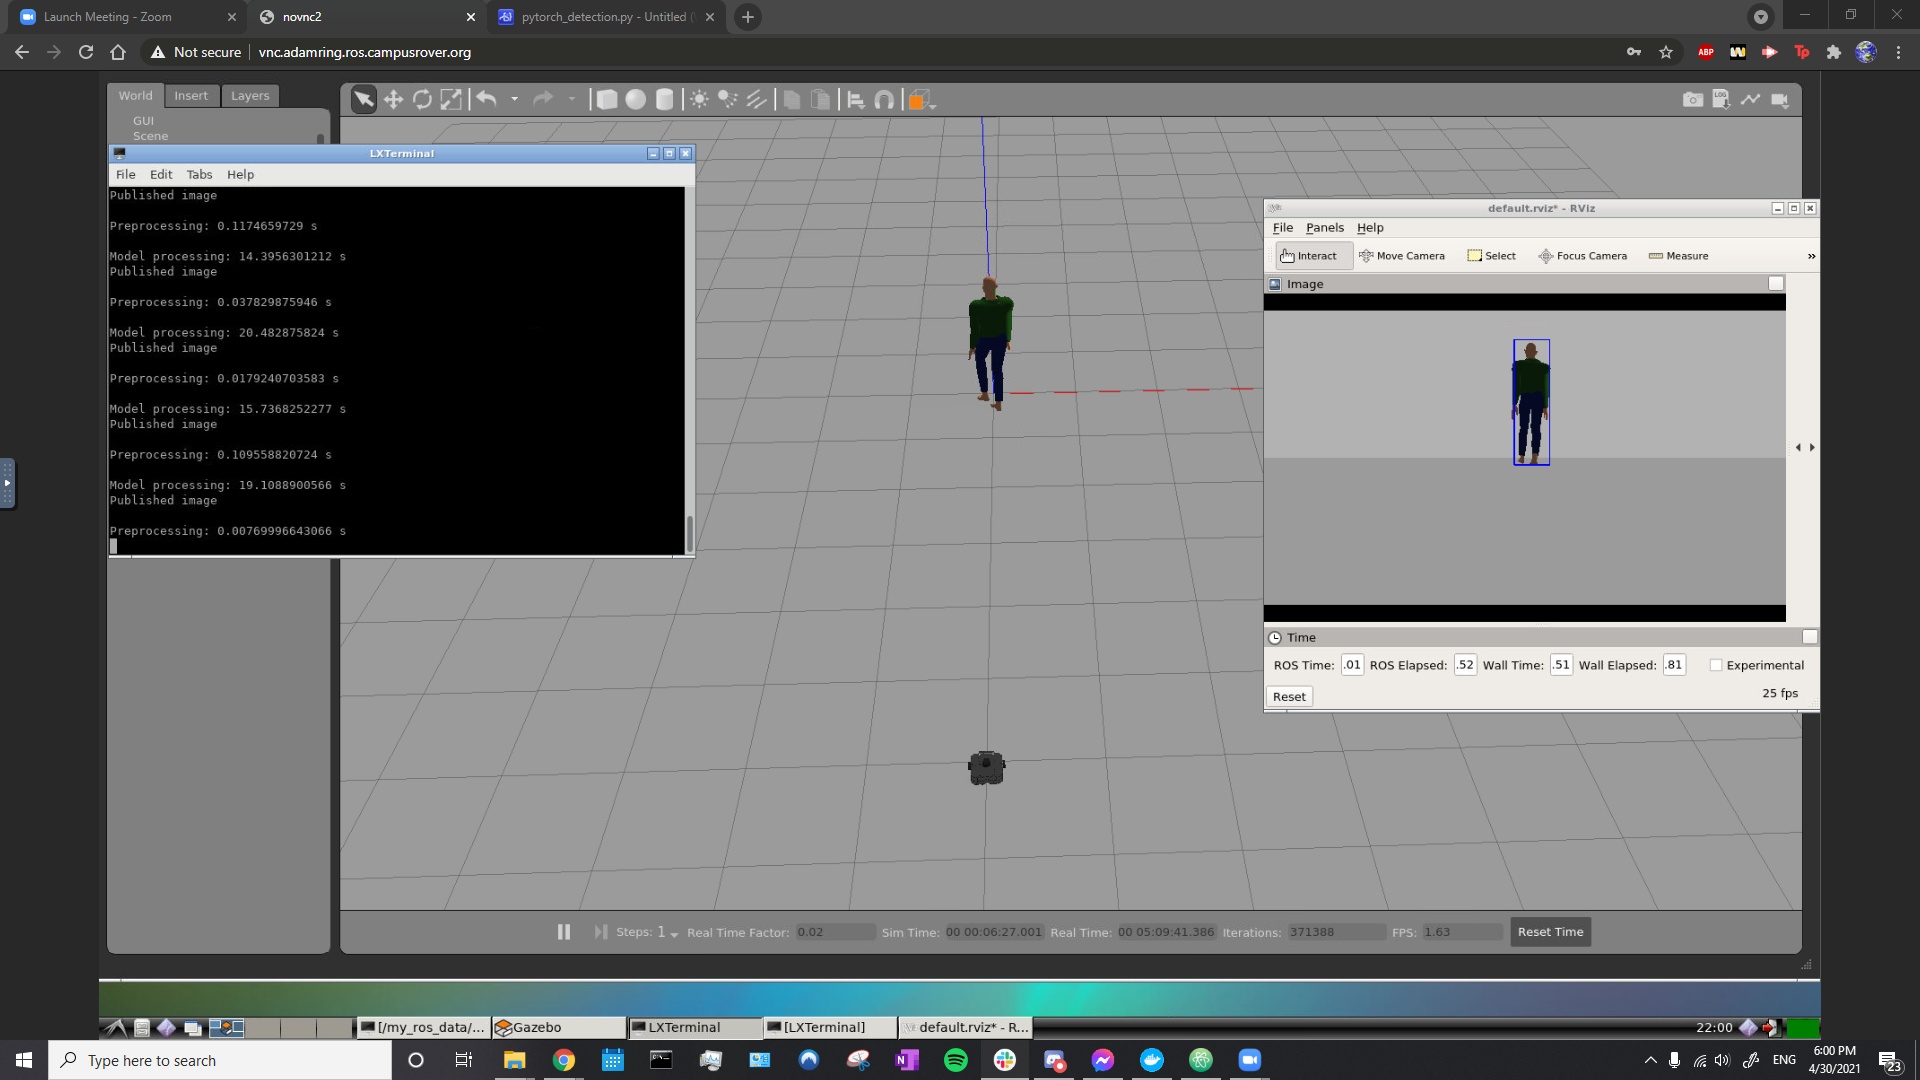 Launch Meeting - Zoom
novnc2
pytorch_detection.py - Untitled (
Not secure
vnc.adamring.ros.campusrover.org
ABP
Tp
World
Insert
Layers
GUI
Scene
LXTerminal
File Edit Tabs Help
Published image
Preprocessing: 0.1174659729 s
Model processing: 14.3956301212 s
Published image
Preprocessing: 0.037829875946 s
Model processing: 20.482875824 s
Published image
Preprocessing: 0.0179240703583 s
Model processing: 15.7368252277 s
Published image
Preprocessing: 0.109558820724 s
Model processing: 19.1088900566 s
Published image
Preprocessing: 0.00769996643066 s
LOG
default.rviz* - RViz
File Panels Help
Interact Move Camera Select Focus Camera Measure »
Image
Time
ROS Time: .01 ROS Elapsed: .52 Wall Time: .51 Wall Elapsed: .81 Experimental
Reset
25 fps
Steps: 1 Real Time Factor: 0.02 Sim Time: 00 00:06:27.001 Real Time: 00 05:09:41.386 Iterations: 371388 FPS: 1.63 Reset Time
[/my_ros_data/...
Gazebo
LXTerminal
[LXTerminal]
default.rviz* - R...
22:00
Type here to search
ENG
6:00 PM
4/30/2021
23